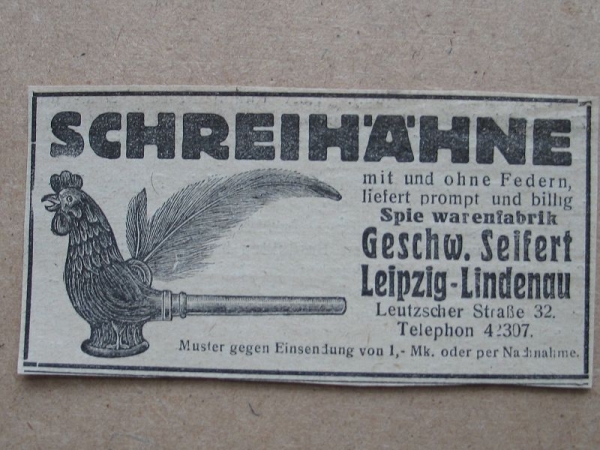 SCHREIHÄHNE
mit und ohne Federn,
liefert prompt und billig
Spie warenfabrik
Geschw. Seifert
Leipzig-Lindenau
Leutzscher Straße 32.
Telephon 42307.
Muster gegen Einsendung von 1,- Mk. oder per Nachnahme.